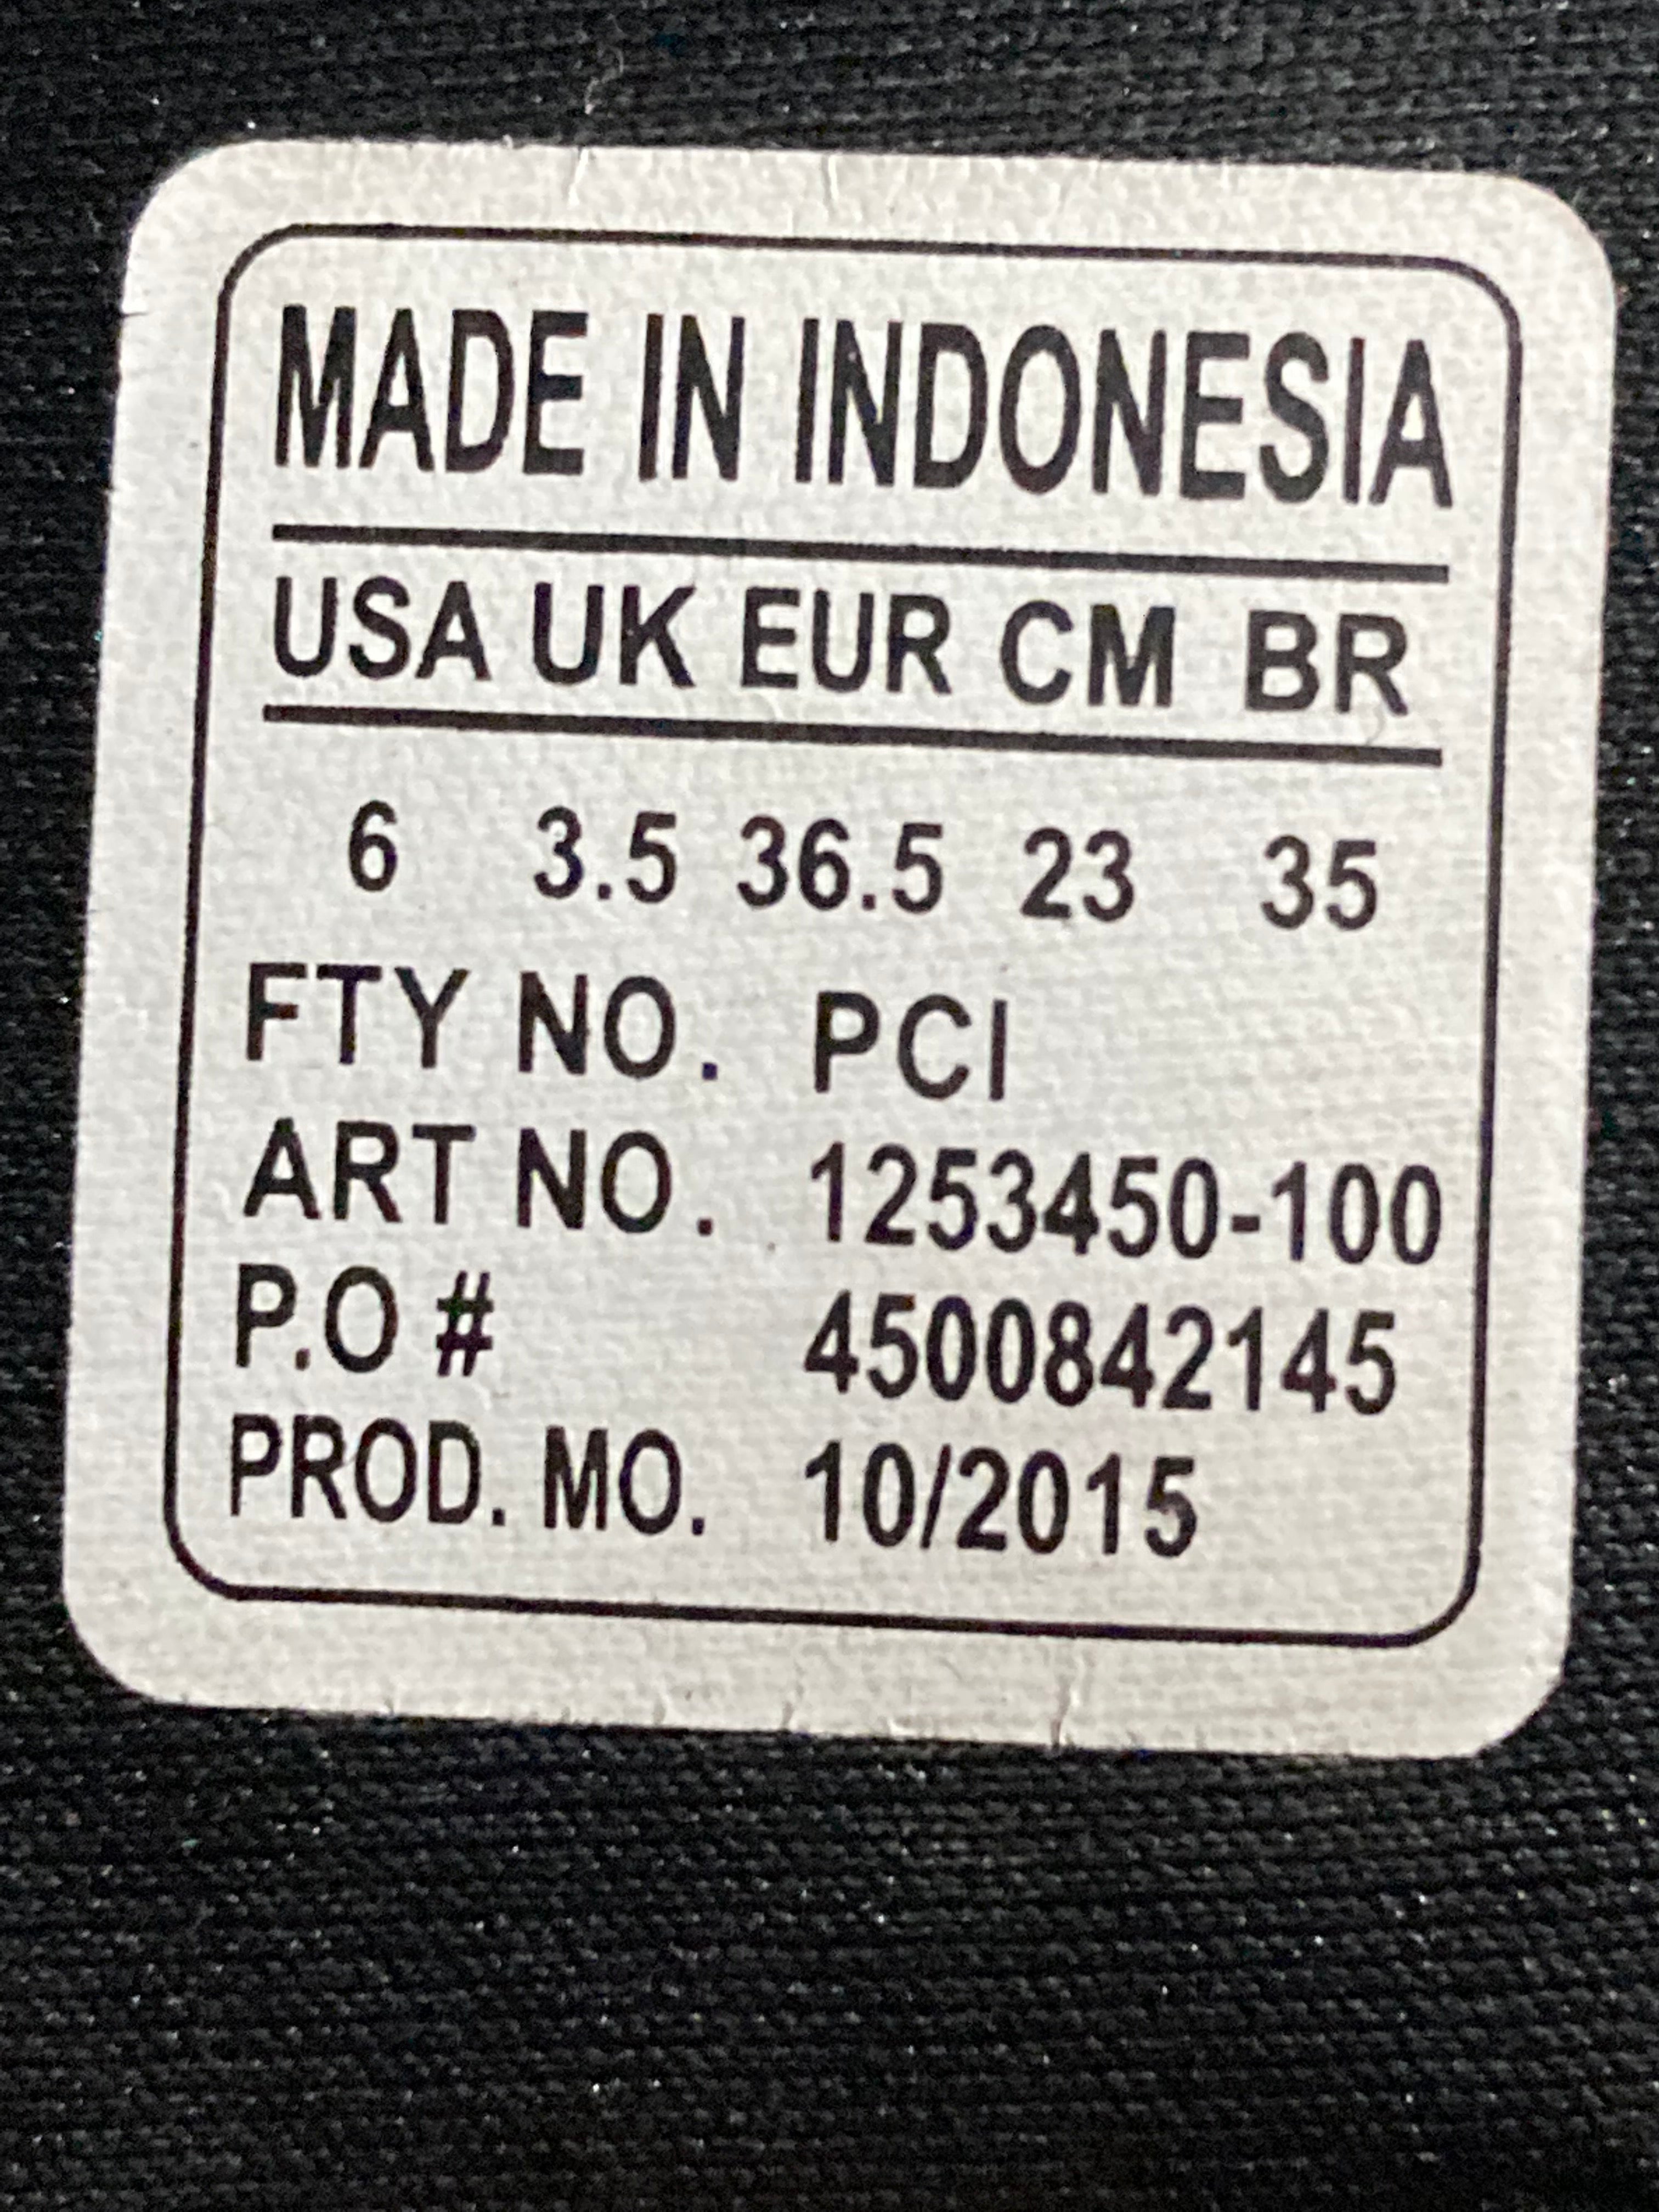 MADE IN INDONESIA
USA UK EUR CM BR
6 3.5 36.5 23 35
FTY NO. PCI
ART NO. 1253450-100
P.O # 4500842145
PROD. MO. 10/2015